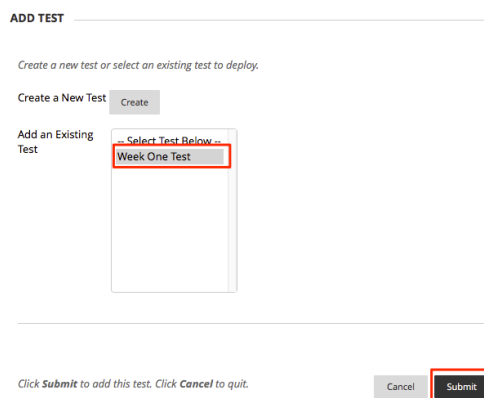 ADD TEST
Create a new test or select an existing test to deploy.
Create a New Test
Create
Add an Existing
Test
-- Select Test Below --
Week One Test
Click Submit to add this test. Click Cancel to quit.
Cancel
Submit